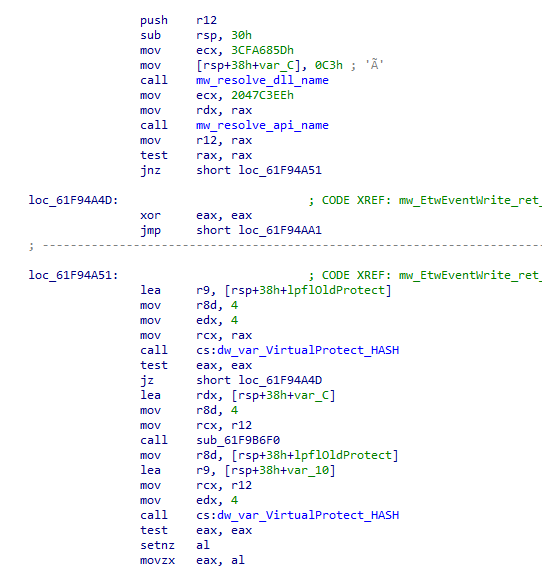 push r12
sub rsp, 30h
mov ecx, 3CFA685Dh
mov [rsp+38h+var_C], 0C3h ; 'Ã'
call mw_resolve_dll_name
mov ecx, 2047C3EEh
mov rdx, rax
call mw_resolve_api_name
mov r12, rax
test rax, rax
jnz short loc_61F94A51
loc_61F94A4D: ; CODE XREF: mw_EtwEventWrite_ret_
xor eax, eax
jmp short loc_61F94AA1
; ---------------------------------------------------------------
loc_61F94A51: ; CODE XREF: mw_EtwEventWrite_ret_
lea r9, [rsp+38h+lpflOldProtect]
mov r8d, 4
mov edx, 4
mov rcx, rax
call cs:dw_var_VirtualProtect_HASH
test eax, eax
jz short loc_61F94A4D
lea rdx, [rsp+38h+var_C]
mov r8d, 4
mov rcx, r12
call sub_61F9B6F0
mov r8d, [rsp+38h+lpflOldProtect]
lea r9, [rsp+38h+var_10]
mov rcx, r12
mov edx, 4
call cs:dw_var_VirtualProtect_HASH
test eax, eax
setnz al
movzx eax, al